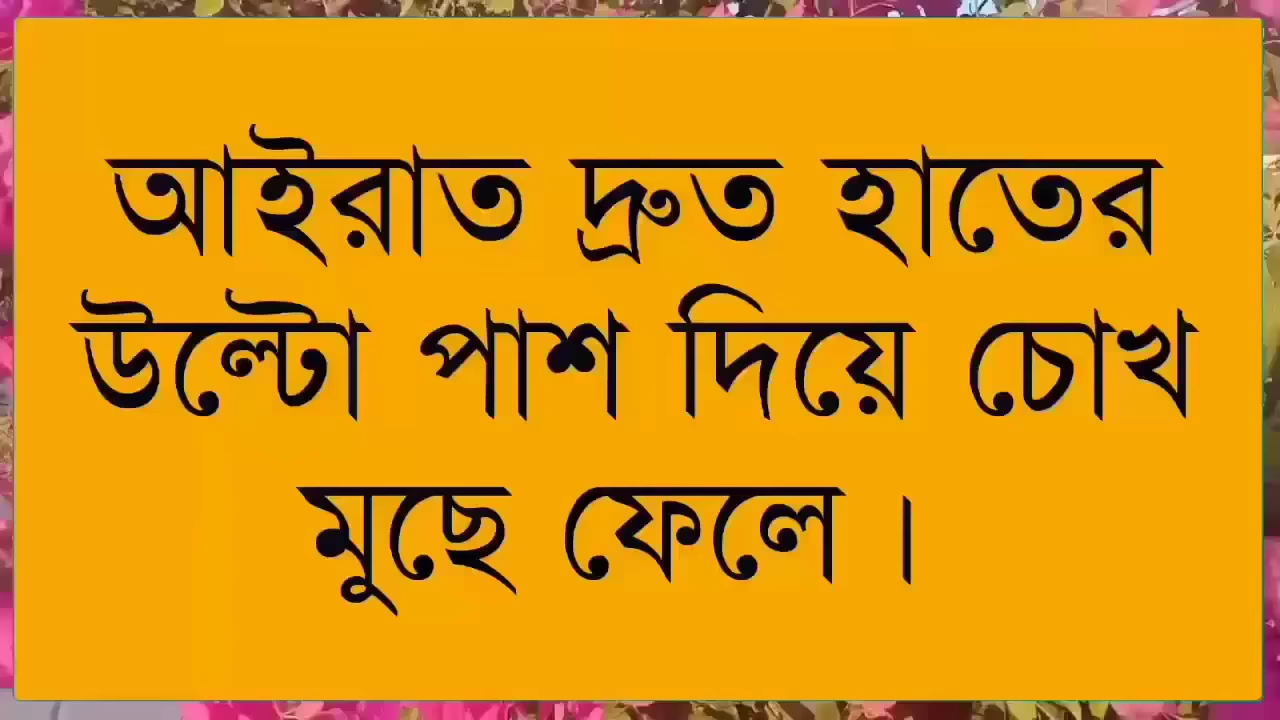 আইরাত দ্রুত হাতের
উল্টো পাশ দিয়ে চোখ
মুছে ফেলে ।